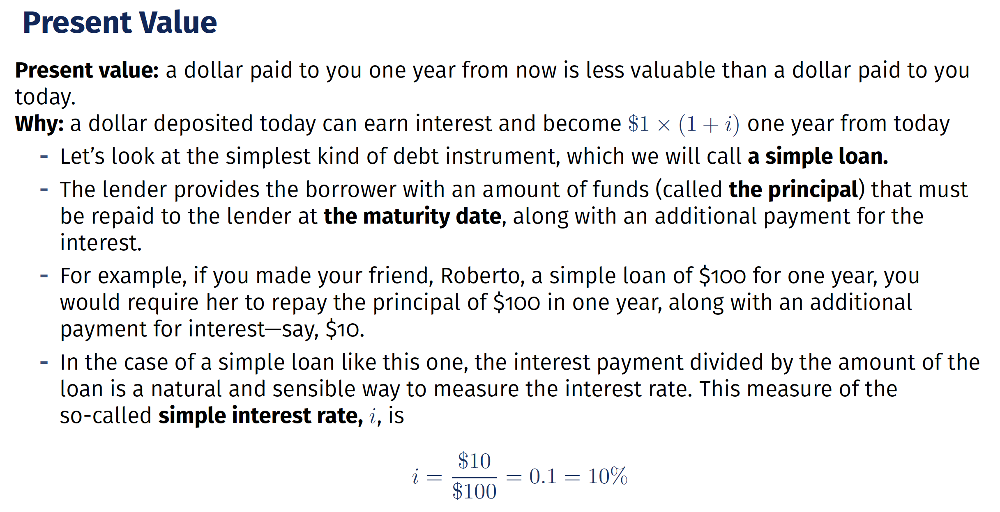 Present Value
Present value: a dollar paid to you one year from now is less valuable than a dollar paid to you
today.
Why: a dollar deposited today can earn interest and become $1 × (1 + i) one year from today
- Let’s look at the simplest kind of debt instrument, which we will call a simple loan.
- The lender provides the borrower with an amount of funds (called the principal) that must
be repaid to the lender at the maturity date, along with an additional payment for the
interest.
- For example, if you made your friend, Roberto, a simple loan of $100 for one year, you
would require her to repay the principal of $100 in one year, along with an additional
payment for interest—say, $10.
- In the case of a simple loan like this one, the interest payment divided by the amount of the
loan is a natural and sensible way to measure the interest rate. This measure of the
so-called simple interest rate, i, is
i = $10 / $100 = 0.1 = 10%